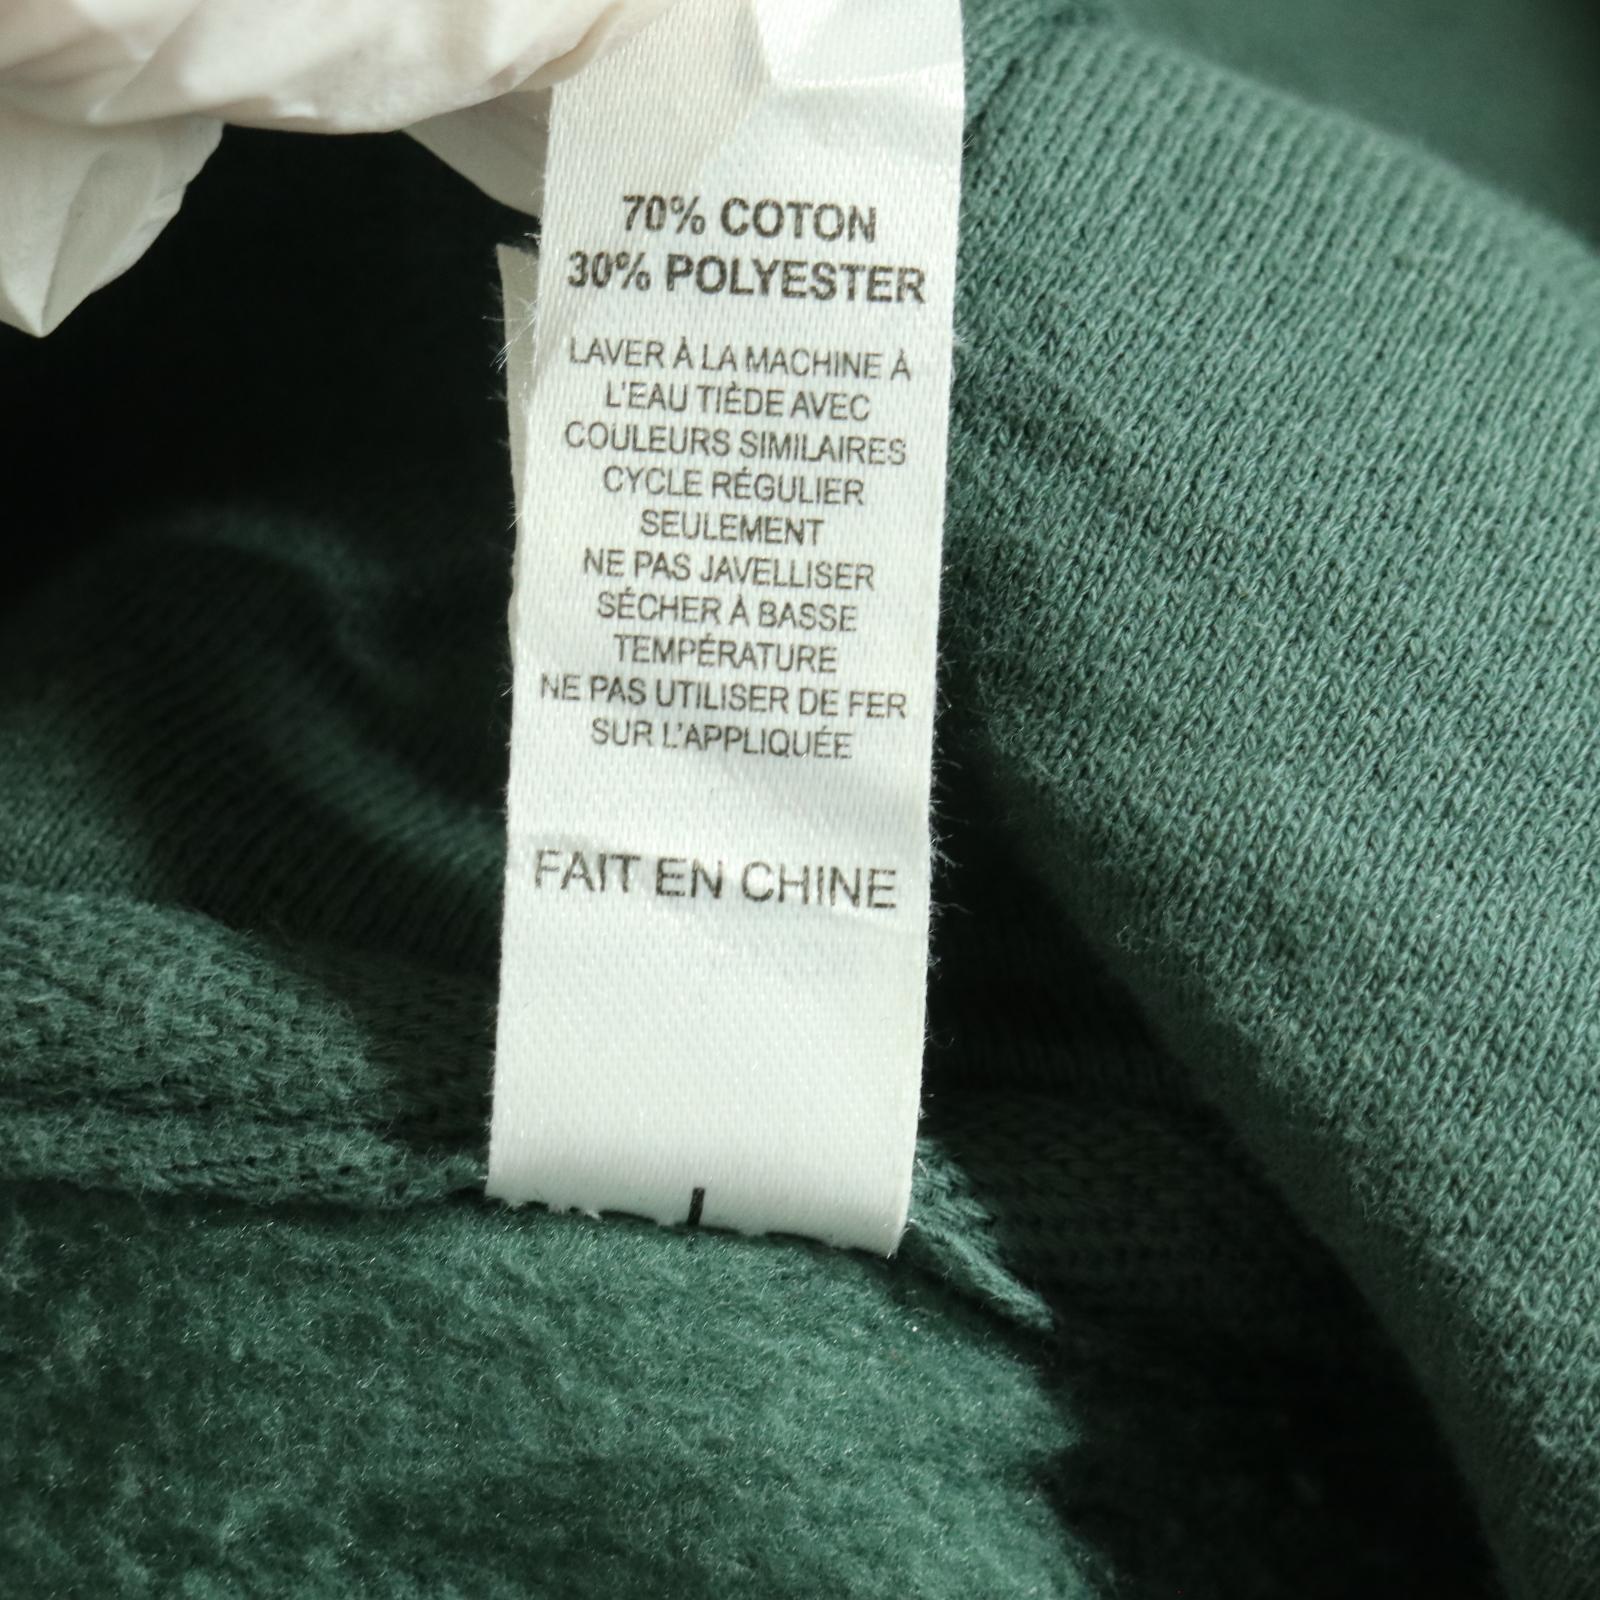 70% COTON
30% POLYESTER
LAVER À LA MACHINE À
L'EAU TIÈDE AVEC
COULEURS SIMILAIRES
CYCLE RÉGULIER
SEULEMENT
NE PAS JAVELLISER
SÉCHER À BASSE
TEMPÉRATURE
NE PAS UTILISER DE FER
SUR L'APPLIQUÉE
FAIT EN CHINE